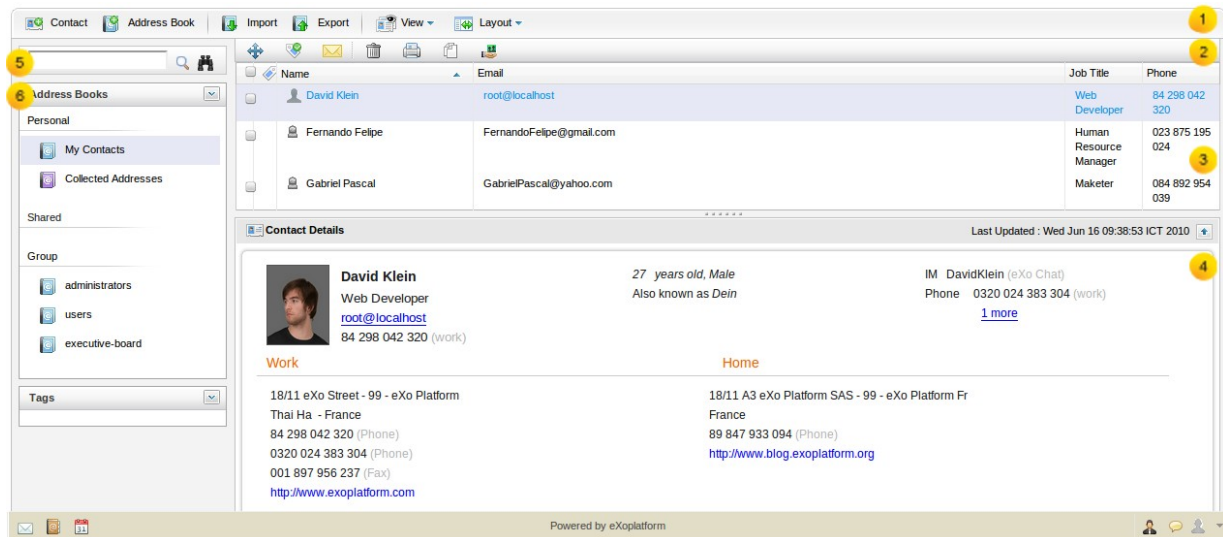 Contact Address Book Import Export View Layout 1
2
5
Name Email Job Title Phone
6 Address Books
David Klein root@localhost Web Developer 84 298 042 320
Personal
My Contacts
Fernando Felipe FernandoFelipe@gmail.com Human Resource Manager 023 875 195 024
3
Collected Addresses
Gabriel Pascal GabrielPascal@yahoo.com Maketer 084 892 954 039
Shared
Contact Details Last Updated : Wed Jun 16 09:38:53 ICT 2010
Group
administrators
users
executive-board
Tags
4
David Klein 27 years old, Male IM DavidKlein (eXo Chat)
Web Developer Also known as Dein Phone 0320 024 383 304 (work)
root@localhost 1 more
84 298 042 320 (work)
Work Home
18/11 eXo Street - 99 - eXo Platform 18/11 A3 eXo Platform SAS - 99 - eXo Platform Fr
Thai Ha - France France
84 298 042 320 (Phone) 89 847 933 094 (Phone)
0320 024 383 304 (Phone) http://www.blog.exoplatform.org
001 897 956 237 (Fax)
http://www.exoplatform.com
31 Powered by eXoplatform